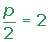 p/2 = 2